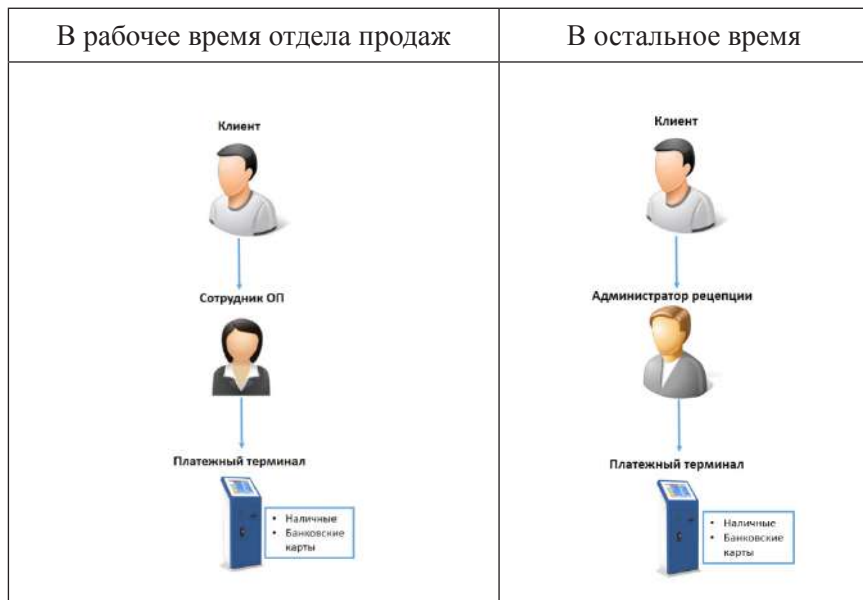 В рабочее время отдела продаж
В остальное время
Клиент
Сотрудник ОП
Платежный терминал
• Наличные
• Банковские
карты
Клиент
Администратор рецепции
Платежный терминал
• Наличные
• Банковские
карты